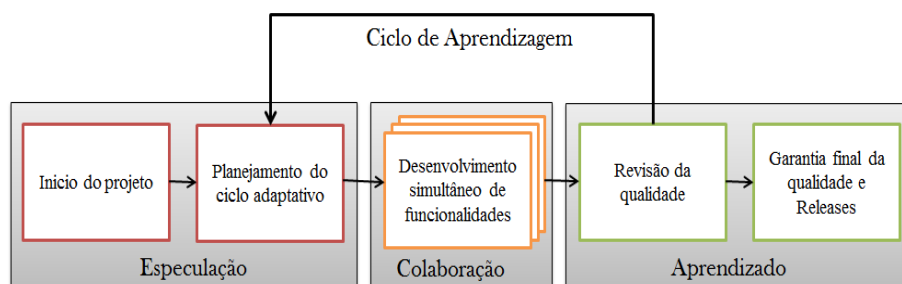 Ciclo de Aprendizagem
Inicio do projeto
Planejamento do
ciclo adaptativo
Desenvolvimento
simultâneo de
funcionalidades
Revisão da
qualidade
Garantia final da
qualidade e
Releases
Especulação
Colaboração
Aprendizado